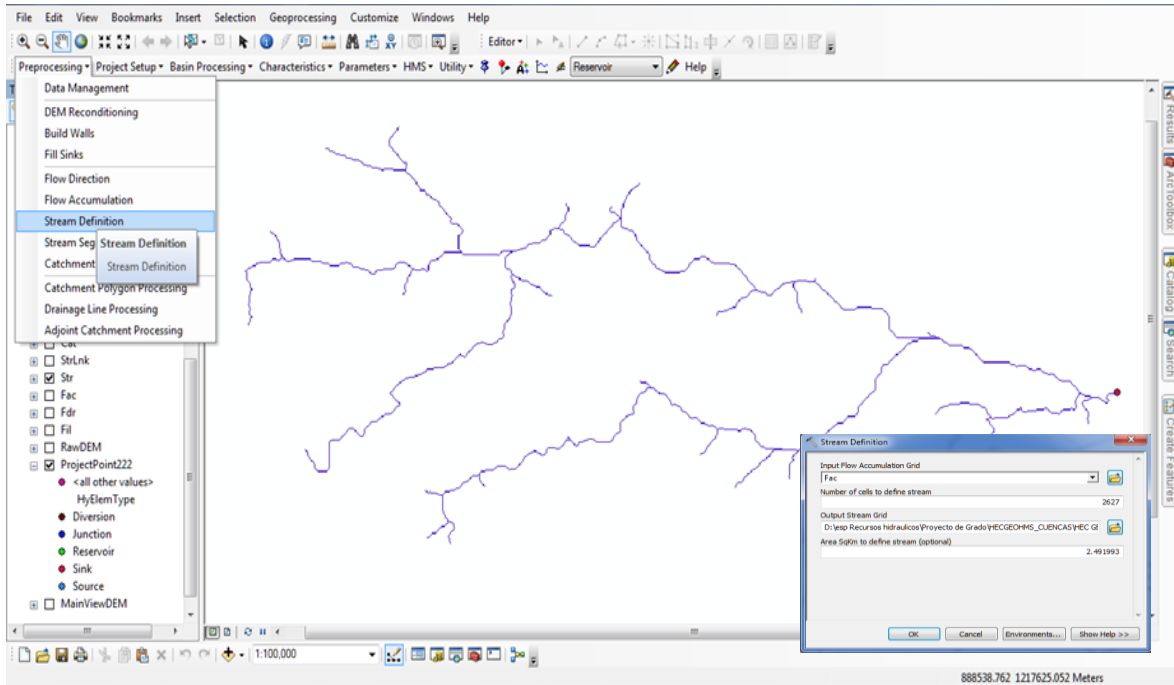 File Edit View Bookmarks Insert Selection Geoprocessing Customize Windows Help
Editor
Preprocessing Project Setup Basin Processing Characteristics Parameters HMS Utility Reservoir Help
Data Management
DEM Reconditioning
Build Walls
Fill Sinks
Flow Direction
Flow Accumulation
Stream Definition
Stream Seg
Stream Definition
Stream Definition
Catchment
Catchment Polygon Processing
Drainage Line Processing
Adjoint Catchment Processing
Cat
StrLnk
Str
Fac
Fdr
Fil
RawDEM
ProjectPoint222
<all other values>
HyElemType
Diversion
Junction
Reservoir
Sink
Source
MainViewDEM
Results
ArcToolbox
Catalog
Search
Create Features
Stream Definition
Input Flow Accumulation Grid
Fac
Number of cells to define stream
2627
Output Stream Grid
D:\esp Recursos hidraulicos\Proyecto de Grado\HECGEOHMS_CUENCAS\HEC GE
Area SqKm to define stream (optional)
2.491993
OK Cancel Environments... Show Help >>
1:100,000
888538.762 1217625.052 Meters